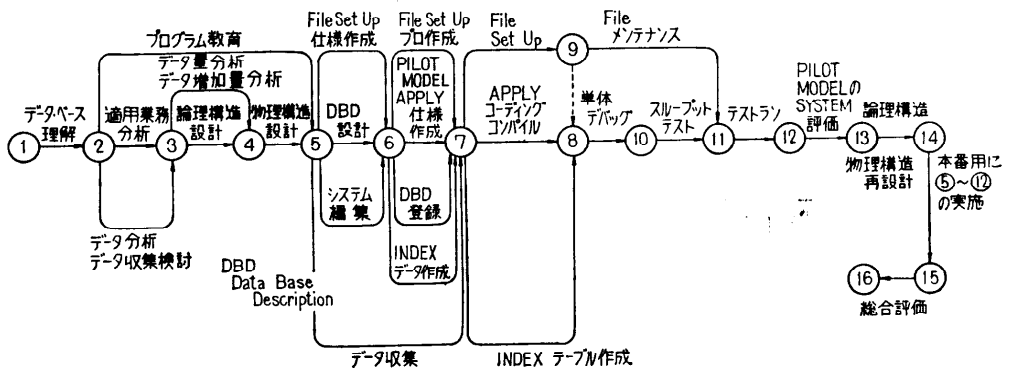 File Set Up
仕様作成
File Set Up
プロ作成
File
Set Up
File
メンテナンス
プログラム教育
データ量分析
データ増加量分析
PILOT
MODEL
APPLY
仕様
作成
APPLY
コーディング
コンパイル
単体
デバッグ
PILOT
MODELの
SYSTEM
評価
データ・ベース
理解
適用業務
分析
論理構造
設計
物理構造
設計
DBD
設計
スループット
テスト
テストラン
論理構造
物理構造
再設計
本番用に
⑤~⑫
の実施
① ② ③ ④ ⑤ ⑥ ⑦ ⑧ ⑨ ⑩ ⑪ ⑫ ⑬ ⑭
システム
編集
DBD
登録
データ分析
データ収集検討
INDEX
データ作成
DBD
Data Base
Description
⑯ ⑮
総合評価
データ収集
INDEX テーブル作成